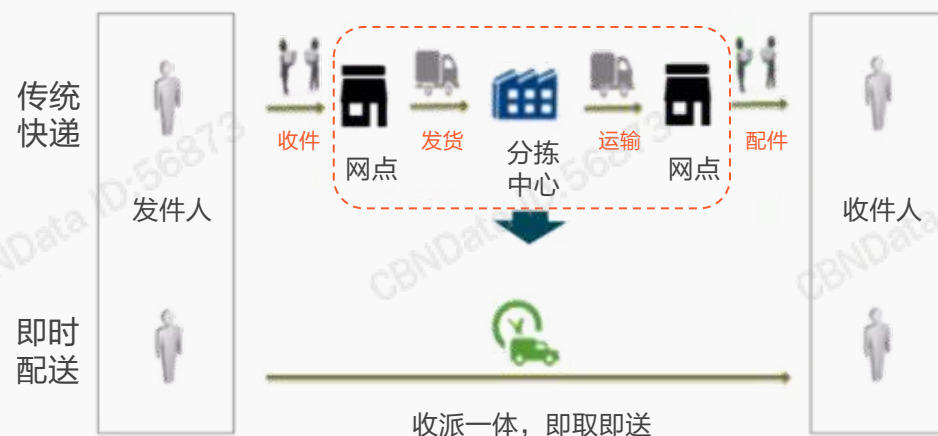 传统
快递
收件
网点
发货
分拣
中心
运输
网点
配件
发件人
收件人
即时
配送
收派一体，即取即送
CBNData ID:56873
CBNData